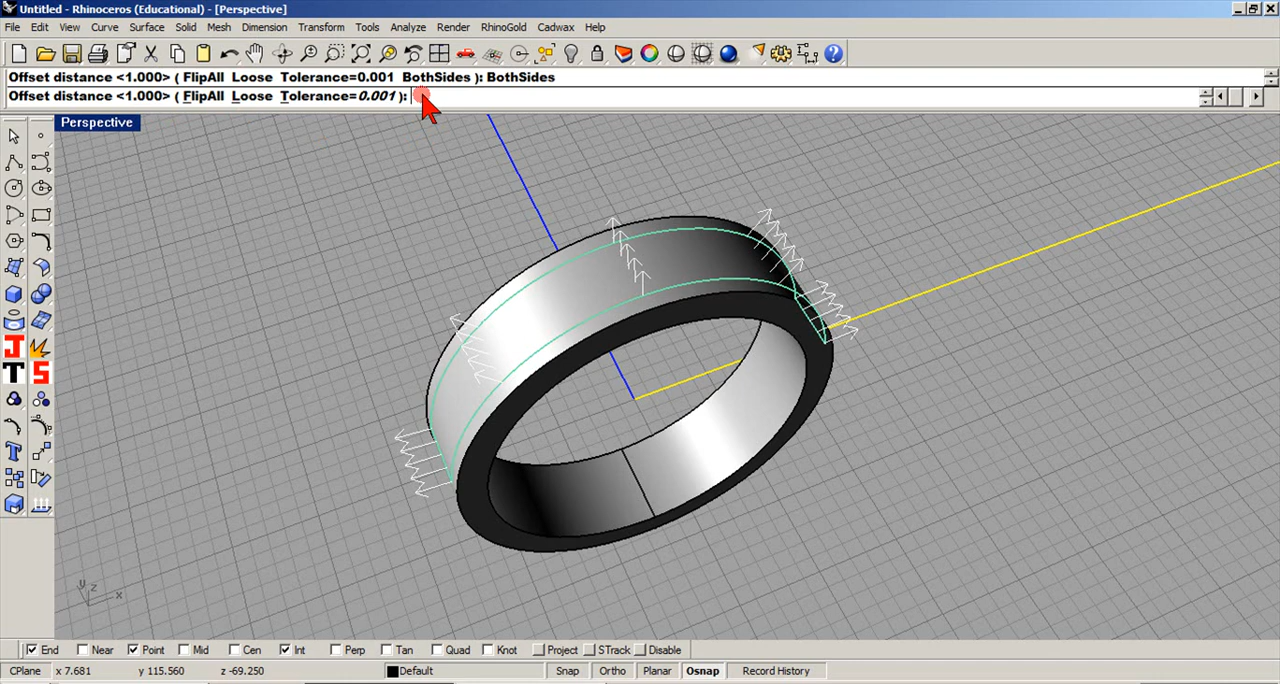 Untitled - Rhinoceros (Educational) - [Perspective]
File Edit View Curve Surface Solid Mesh Dimension Transform Tools Analyze Render RhinoGold Cadwax Help
Offset distance <1.000> ( FlipAll Loose Tolerance=0.001 BothSides ): BothSides
Offset distance <1.000> ( FlipAll Loose Tolerance=0.001 ):
Perspective
J
T S
T
y z x
End Near Point Mid Cen Int Perp Tan Quad Knot Project STrack Disable
CPlane x 7.681 y 115.560 z -69.250 Default Snap Ortho Planar Osnap Record History